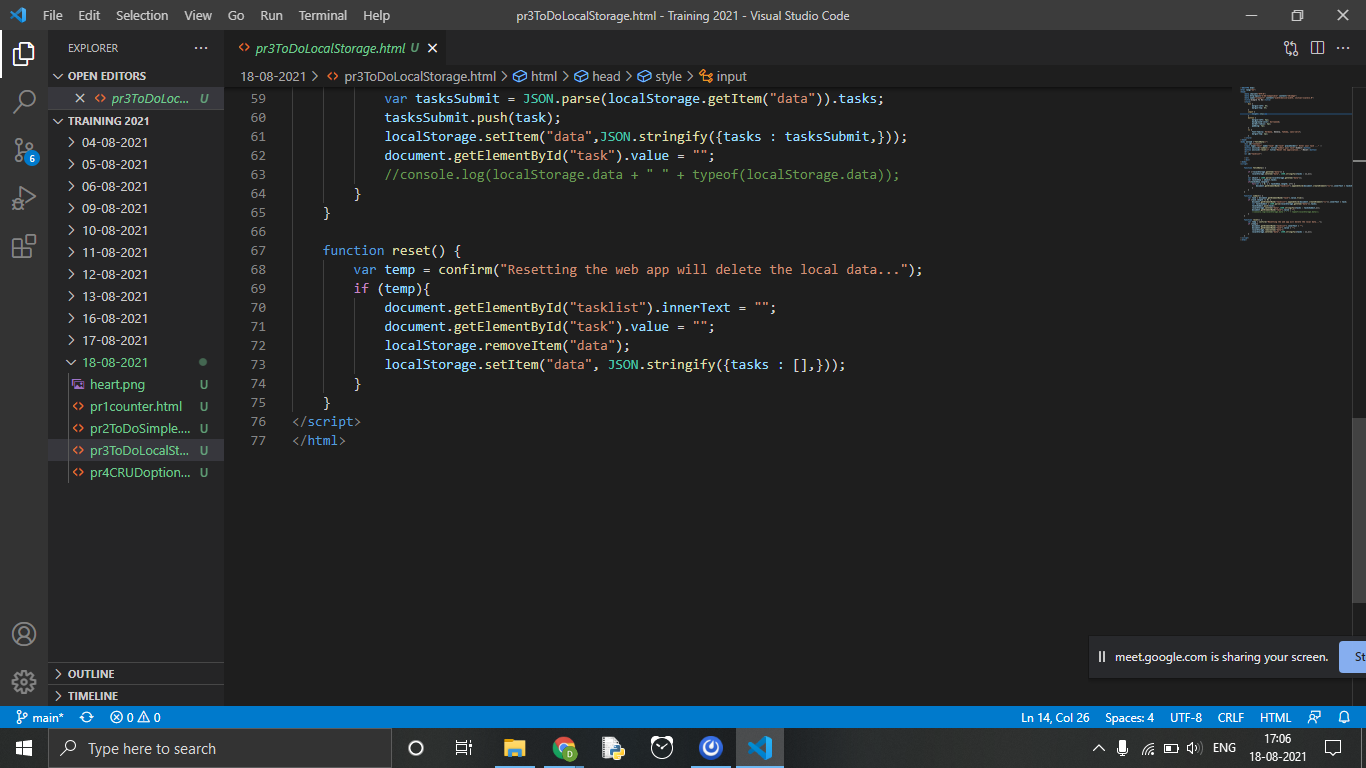 File Edit Selection View Go Run Terminal Help
pr3ToDoLocalStorage.html - Training 2021 - Visual Studio Code
EXPLORER
OPEN EDITORS
pr3ToDoLoc... U
TRAINING 2021
04-08-2021
05-08-2021
06-08-2021
09-08-2021
10-08-2021
11-08-2021
12-08-2021
13-08-2021
16-08-2021
17-08-2021
18-08-2021
heart.png U
pr1counter.html U
pr2ToDoSimple.... U
pr3ToDoLocalSt... U
pr4CRUDoption... U
OUTLINE
TIMELINE
6
pr3ToDoLocalStorage.html U
18-08-2021 > pr3ToDoLocalStorage.html > html > head > style > input
59 var tasksSubmit = JSON.parse(localStorage.getItem("data")).tasks;
60 tasksSubmit.push(task);
61 localStorage.setItem("data",JSON.stringify({tasks : tasksSubmit,}));
62 document.getElementById("task").value = "";
63 //console.log(localStorage.data + " " + typeof(localStorage.data));
64 }
65 }
66
67 function reset() {
68 var temp = confirm("Resetting the web app will delete the local data...");
69 if (temp){
70 document.getElementById("tasklist").innerText = "";
71 document.getElementById("task").value = "";
72 localStorage.removeItem("data");
73 localStorage.setItem("data", JSON.stringify({tasks : [],}));
74 }
75 }
76 </script>
77 </html>
meet.google.com is sharing your screen. St
main* 0 0
Ln 14, Col 26 Spaces: 4 UTF-8 CRLF HTML
Type here to search
D
ENG
17:06
18-08-2021